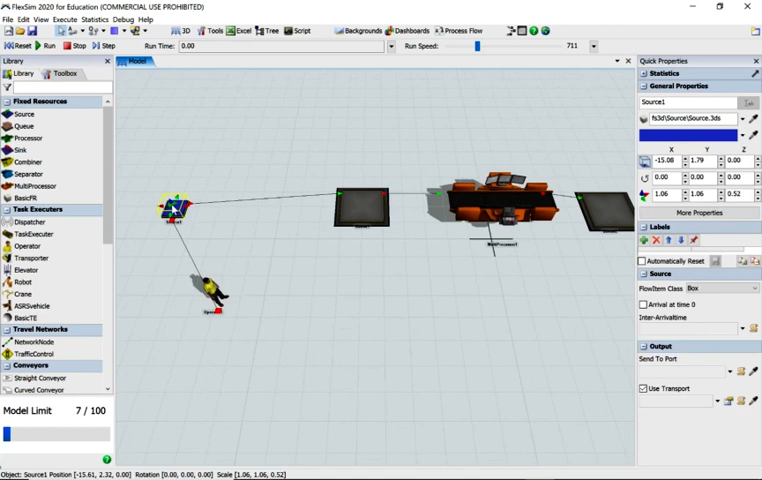 FlexSim 2020 for Education (COMMERCIAL USE PROHIBITED)
File Edit View Execute Statistics Debug Help
3D Tools Excel Tree Script Backgrounds Dashboards Process Flow
Reset Run Stop Step Run Time: 0.00 Run Speed: 711
Library
Library Toolbox
Fixed Resources
Source
Queue
Processor
Sink
Combiner
Separator
MultiProcessor
BasicFR
Task Executers
Dispatcher
TaskExecuter
Operator
Transporter
Elevator
Robot
Crane
ASRSvehicle
BasicTE
Travel Networks
NetworkNode
TrafficControl
Conveyors
Straight Conveyor
Curved Conveyor
Model Limit 7 / 100
Model
Quick Properties
Statistics
General Properties
Source1
fs3d\Source\Source.3ds
X Y Z
-15.08 1.79 0.00
0.00 0.00 0.00
1.06 1.06 0.52
More Properties
Labels
Automatically Reset
Source
FlowItem Class Box
Arrival at time 0
Inter-Arrivaltime
Output
Send To Port
Use Transport
Object: Source1 Position [-15.61, 2.32, 0.00] Rotation [0.00, 0.00, 0.00] Scale [1.06, 1.06, 0.52]